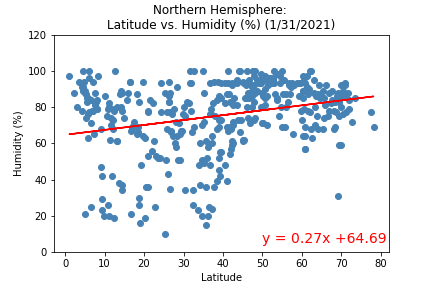 Northern Hemisphere:
Latitude vs. Humidity (%) (1/31/2021)
120
100
80
60
40
20
0
Humidity (%)
y = 0.27x +64.69
0 10 20 30 40 50 60 70 80
Latitude